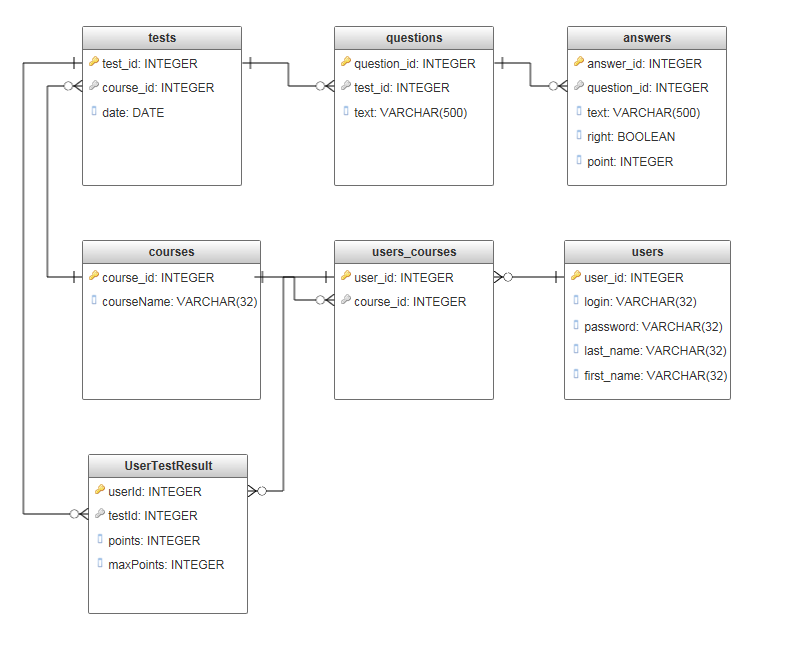 tests
test_id: INTEGER
course_id: INTEGER
date: DATE
questions
question_id: INTEGER
test_id: INTEGER
text: VARCHAR(500)
answers
answer_id: INTEGER
question_id: INTEGER
text: VARCHAR(500)
right: BOOLEAN
point: INTEGER
courses
course_id: INTEGER
courseName: VARCHAR(32)
users_courses
user_id: INTEGER
course_id: INTEGER
users
user_id: INTEGER
login: VARCHAR(32)
password: VARCHAR(32)
last_name: VARCHAR(32)
first_name: VARCHAR(32)
UserTestResult
userId: INTEGER
testId: INTEGER
points: INTEGER
maxPoints: INTEGER